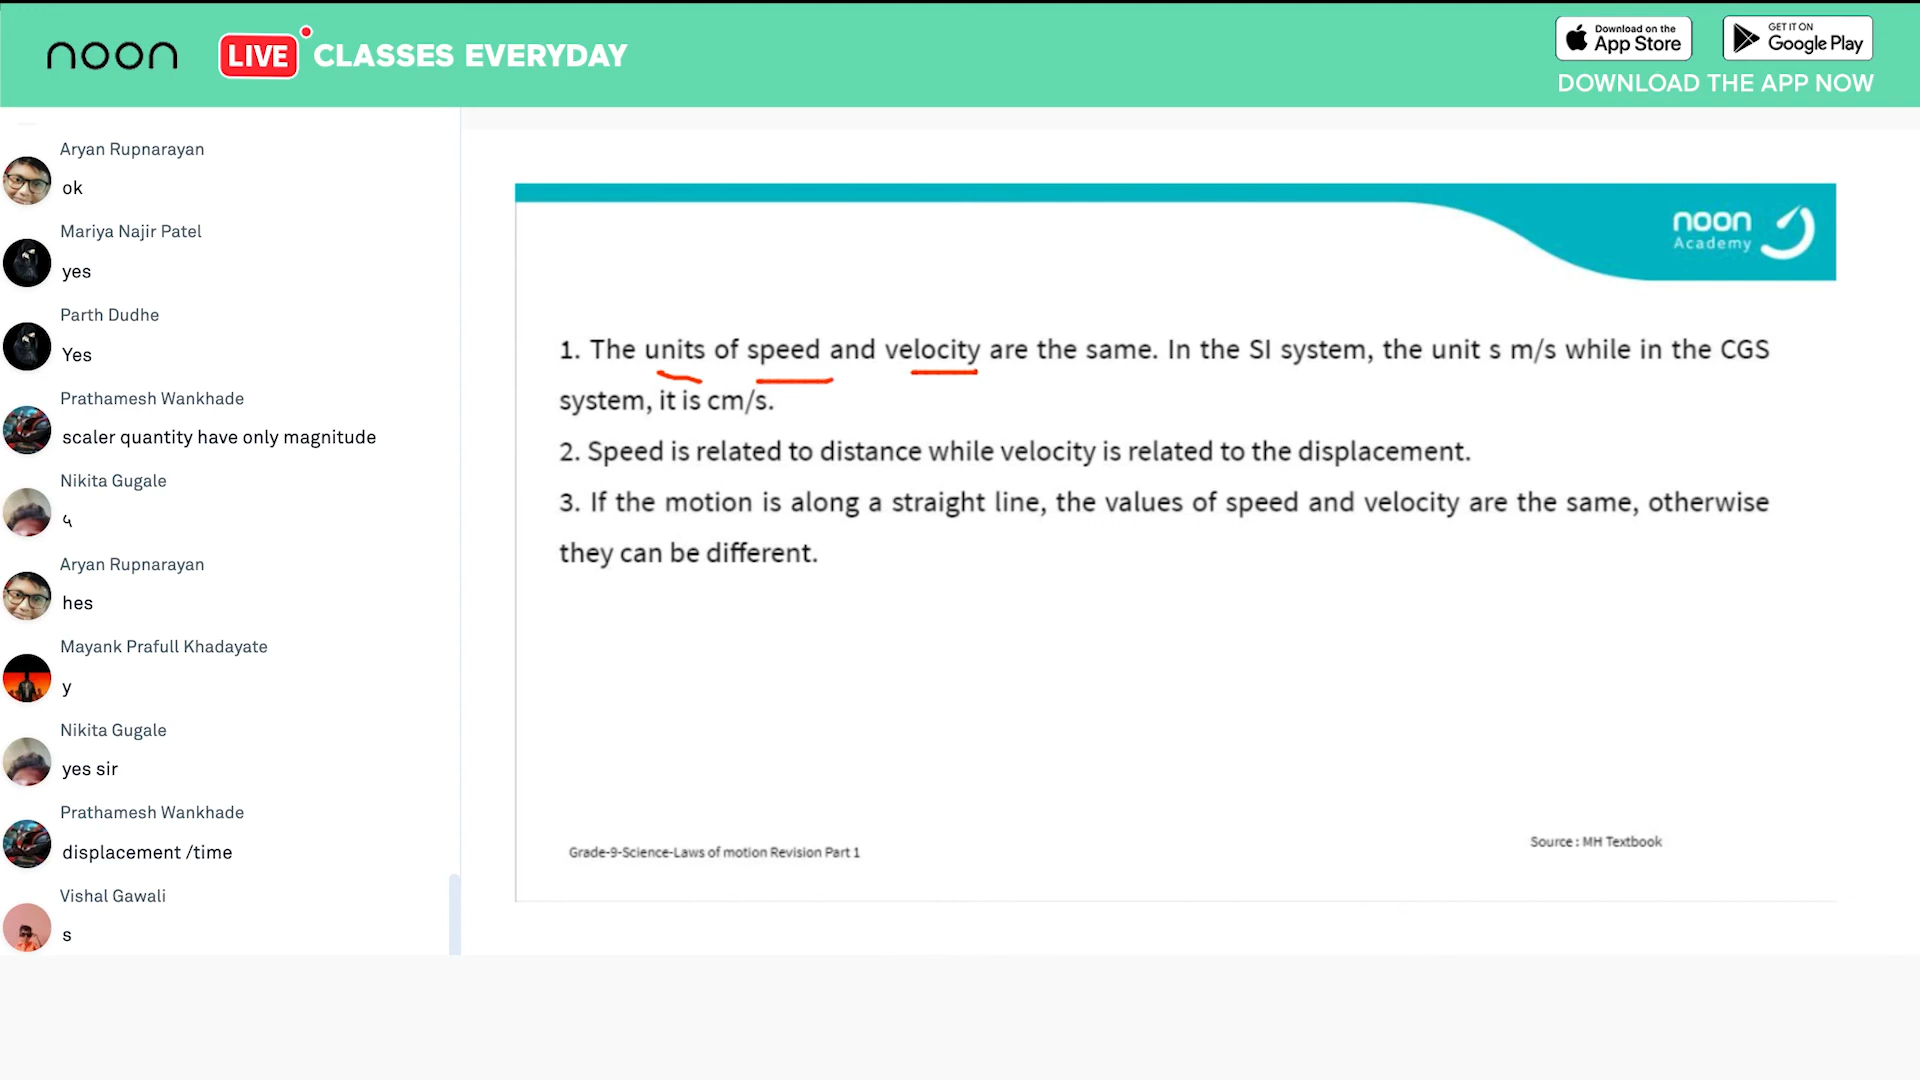 noon LIVE CLASSES EVERYDAY
Download on the App Store
GET IT ON Google Play
DOWNLOAD THE APP NOW
Aryan Rupnarayan
ok
Mariya Najir Patel
yes
Parth Dudhe
Yes
Prathamesh Wankhade
scaler quantity have only magnitude
Nikita Gugale
५
Aryan Rupnarayan
hes
Mayank Prafull Khadayate
y
Nikita Gugale
yes sir
Prathamesh Wankhade
displacement /time
Vishal Gawali
s
noon
Academy
1. The units of speed and velocity are the same. In the SI system, the unit s m/s while in the CGS
system, it is cm/s.
2. Speed is related to distance while velocity is related to the displacement.
3. If the motion is along a straight line, the values of speed and velocity are the same, otherwise
they can be different.
Grade-9-Science-Laws of motion Revision Part 1
Source : MH Textbook